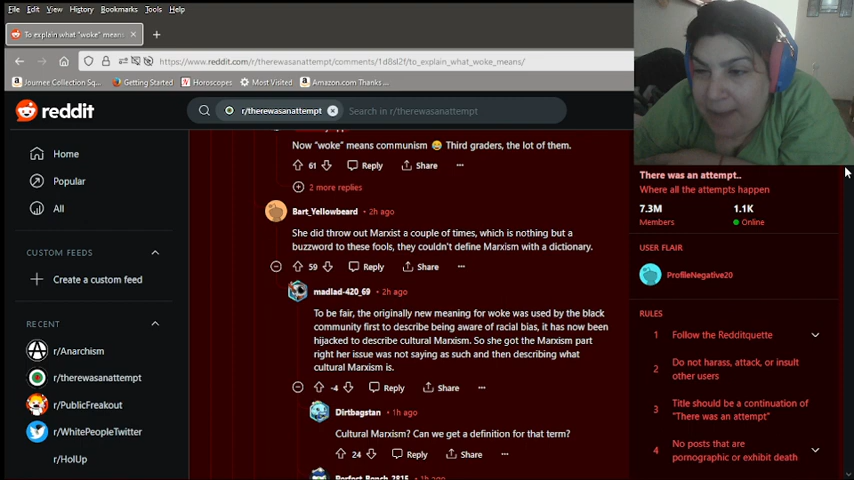 File Edit View History Bookmarks Tools Help
To explain what "woke" means
https://www.reddit.com/r/therewasanattempt/comments/1d8sl2f/to_explain_what_woke_means/
Journee Collection Sq... Getting Started Horoscopes Most Visited Amazon.com Thanks ...
reddit r/therewasanattempt Search in r/therewasanattempt
Home
Popular
All
CUSTOM FEEDS
Create a custom feed
RECENT
r/Anarchism
r/therewasanattempt
r/PublicFreakout
r/WhitePeopleTwitter
r/HolUp
Now "woke" means communism 😂 Third graders, the lot of them.
61 Reply Share
2 more replies
Bart_Yellowbeard • 2h ago
She did throw out Marxist a couple of times, which is nothing but a
buzzword to these fools, they couldn't define Marxism with a dictionary.
59 Reply Share
madlad-420_69 • 2h ago
To be fair, the originally new meaning for woke was used by the black
community first to describe being aware of racial bias, it has now been
hijacked to describe cultural Marxism. So she got the Marxism part
right her issue was not saying as such and then describing what
cultural Marxism is.
-4 Reply Share
Dirtbagstan • 1h ago
Cultural Marxism? Can we get a definition for that term?
24 Reply Share
There was an attempt..
Where all the attempts happen
7.3M 1.1K
Members Online
USER FLAIR
ProfileNegative20
RULES
1 Follow the Redditquette
2 Do not harass, attack, or insult
other users
3 Title should be a continuation of
"There was an attempt"
4 No posts that are
pornographic or exhibit death